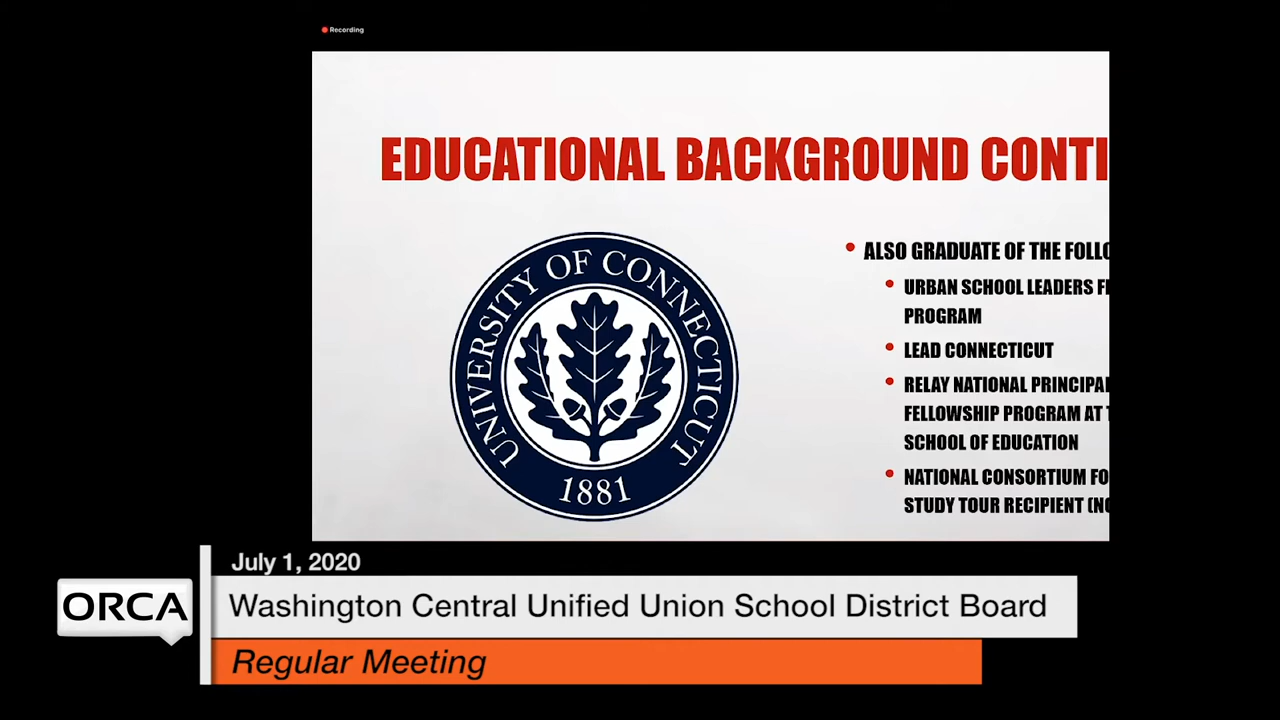 Recording
EDUCATIONAL BACKGROUND CONTI
UNIVERSITY OF CONNECTICUT
1881
ALSO GRADUATE OF THE FOLLO
URBAN SCHOOL LEADERS
PROGRAM
LEAD CONNECTICUT
RELAY NATIONAL PRINCIPAL
FELLOWSHIP PROGRAM AT
SCHOOL OF EDUCATION
NATIONAL CONSORTIUM FO
STUDY TOUR RECIPIENT
July 1, 2020
ORCA
Washington Central Unified Union School District Board
Regular Meeting